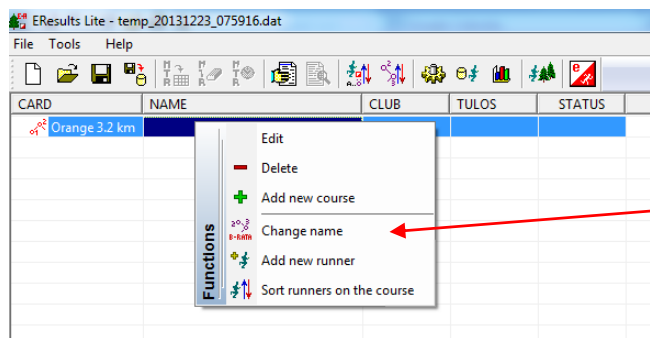 EResults Lite - temp_20131223_075916.dat
File Tools Help
CARD NAME CLUB TULOS STATUS
Orange 3.2 km
Edit
Delete
Add new course
Change name
Add new runner
Sort runners on the course
Functions
B-RATA